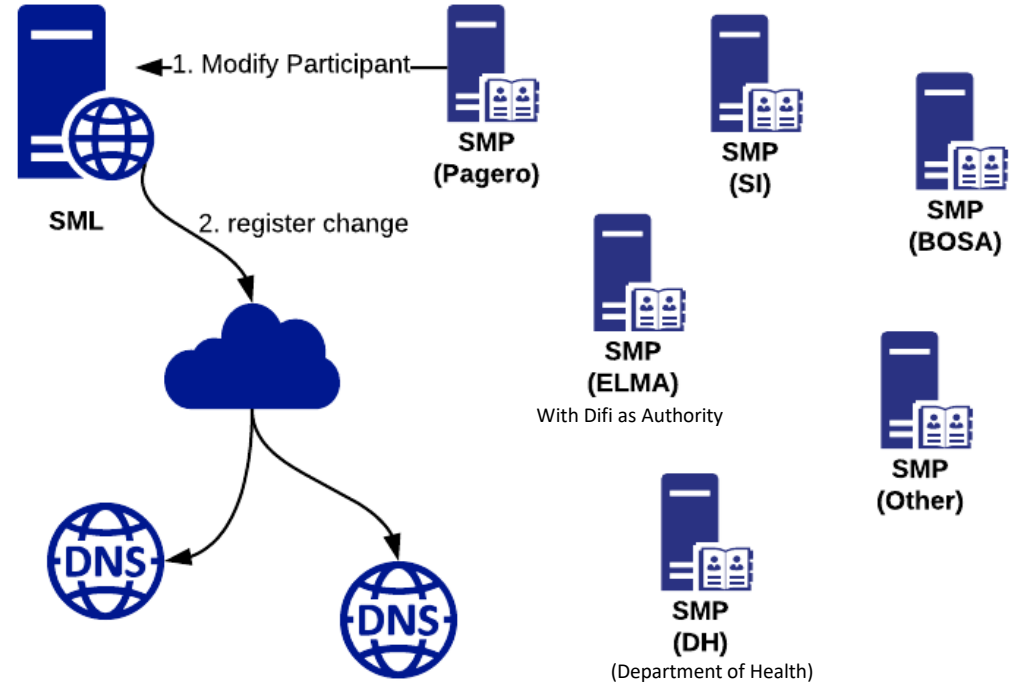 1. Modify Participant
SMP
(Pagero)
SMP
(SI)
SMP
(BOSA)
SML
2. register change
SMP
(ELMA)
With Difi as Authority
SMP
(Other)
DNS
DNS
SMP
(DH)
(Department of Health)